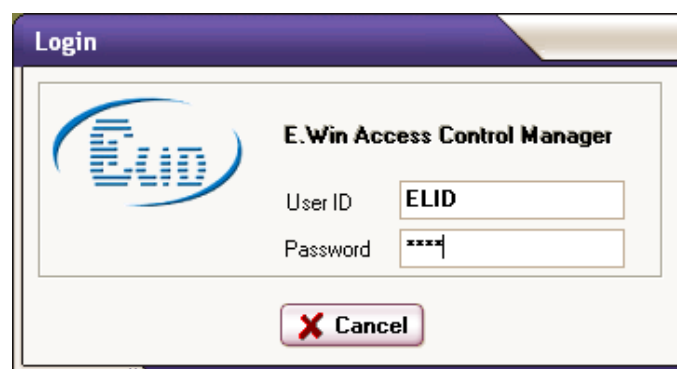 Login
ELID
E.Win Access Control Manager
User ID ELID
Password ****
Cancel